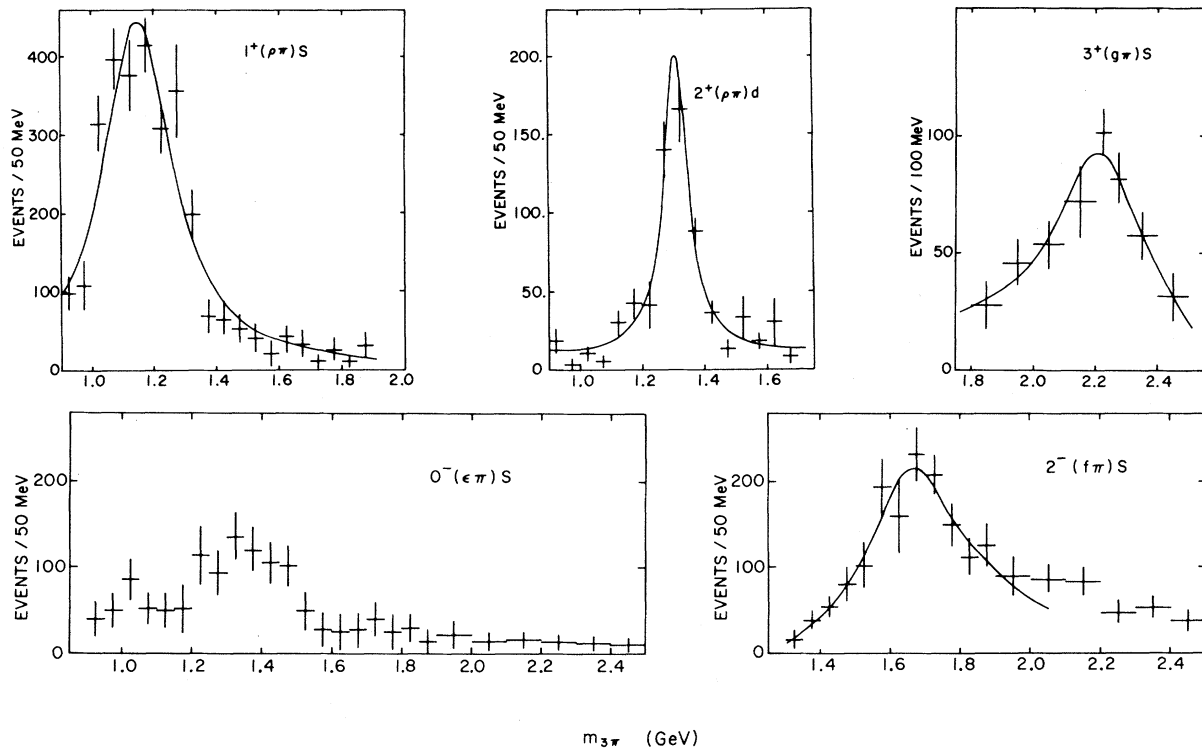 EVENTS / 50 MeV
400
300
200
100
0
1⁺(ρπ)S
1.0 1.2 1.4 1.6 1.8 2.0
EVENTS / 50 MEV
200.
150.
100.
50.
0
2⁺(ρπ)d
1.0 1.2 1.4 1.6
EVENTS / 100 MEV
100
50
0
3⁺(gπ)S
1.8 2.0 2.2 2.4
EVENTS / 50 MEV
200
100
0
0⁻(επ)S
1.0 1.2 1.4 1.6 1.8 2.0 2.2 2.4
EVENTS / 50 MEV
200
100
0
2⁻(fπ)S
1.4 1.6 1.8 2.0 2.2 2.4
m3π (GeV)